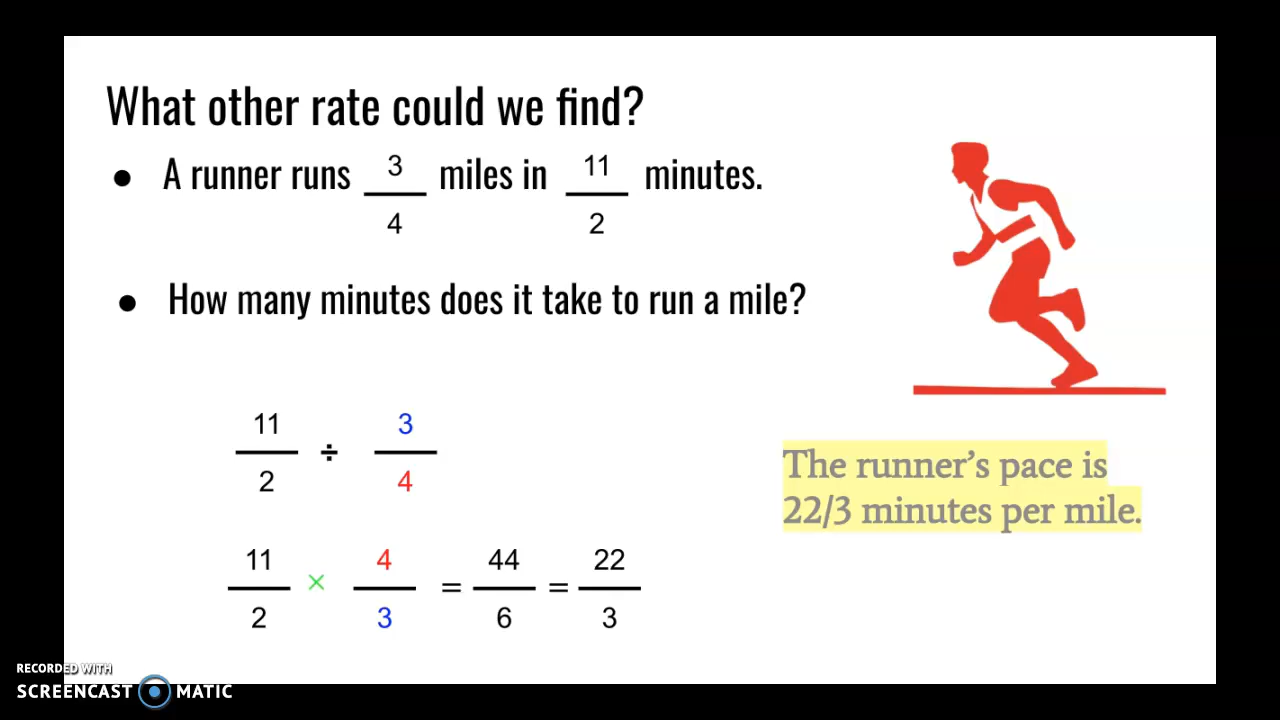 What other rate could we find?
● A runner runs 3/4 miles in 11/2 minutes.
● How many minutes does it take to run a mile?
11/2 ÷ 3/4
11/2 × 4/3 = 44/6 = 22/3
The runner's pace is
22/3 minutes per mile.
RECORDED WITH
SCREENCAST MATIC